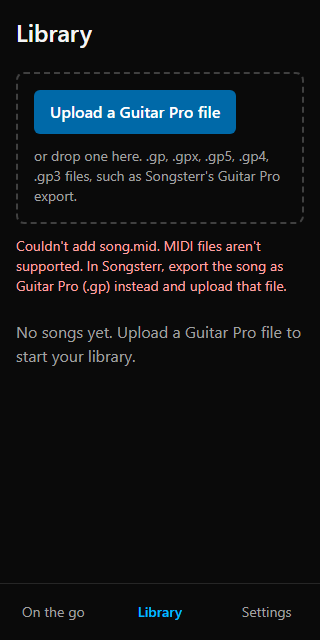 Library
Upload a Guitar Pro file
or drop one here. .gp, .gpx, .gp5, .gp4,
.gp3 files, such as Songsterr's Guitar Pro
export.
Couldn't add song.mid. MIDI files aren't
supported. In Songsterr, export the song as
Guitar Pro (.gp) instead and upload that file.
No songs yet. Upload a Guitar Pro file to
start your library.
On the go Library Settings